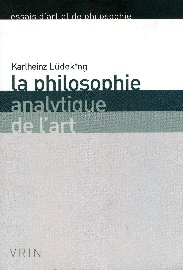 essais d'art et de philosophie
Karlheinz Lüdeking
la philosophie
analytique
de l'art
VRIN